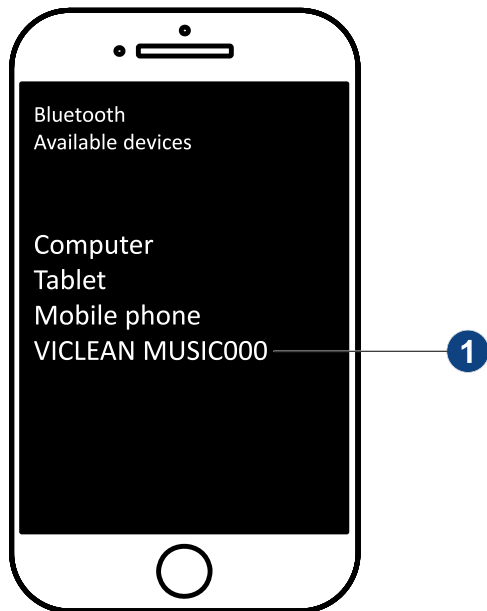 Bluetooth
Available devices
Computer
Tablet
Mobile phone
VICLEAN MUSIC000
1